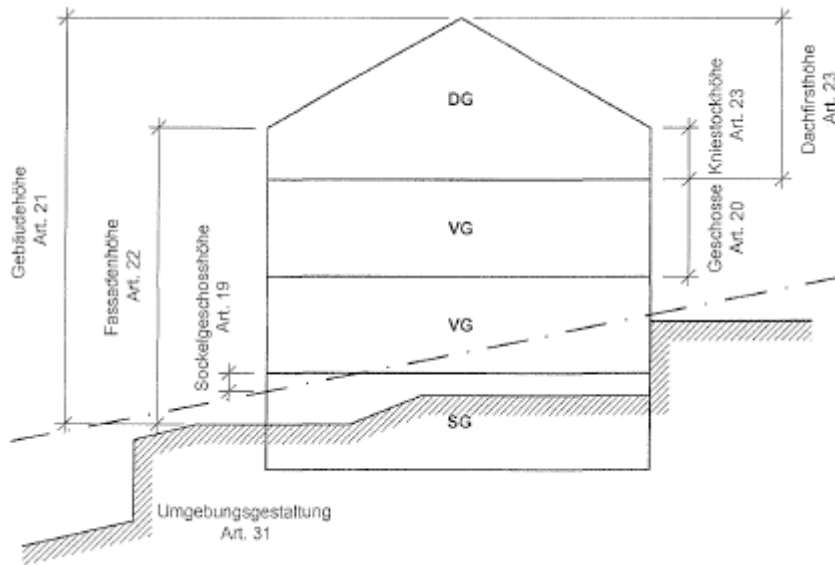 Gebäudehöhe
Art. 21
Fassadenhöhe
Art. 22
Sockelgeschosshöhe
Art. 19
DG
VG
VG
SG
Kniestockhöhe
Art. 23
Geschosse
Art. 20
Dachfirsthöhe
Art. 23
Umgebungsgestaltung
Art. 31